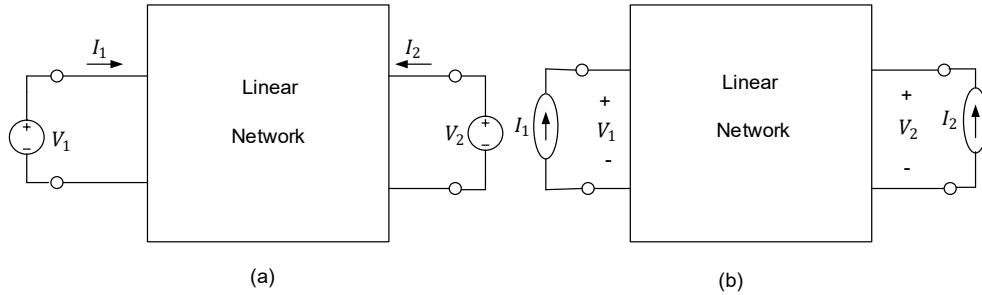 I₁ I₂ I₁ I₂
Linear Linear
Network Network
+ + + +
V₁ V₂ V₁ V₂
− − - -
(a) (b)